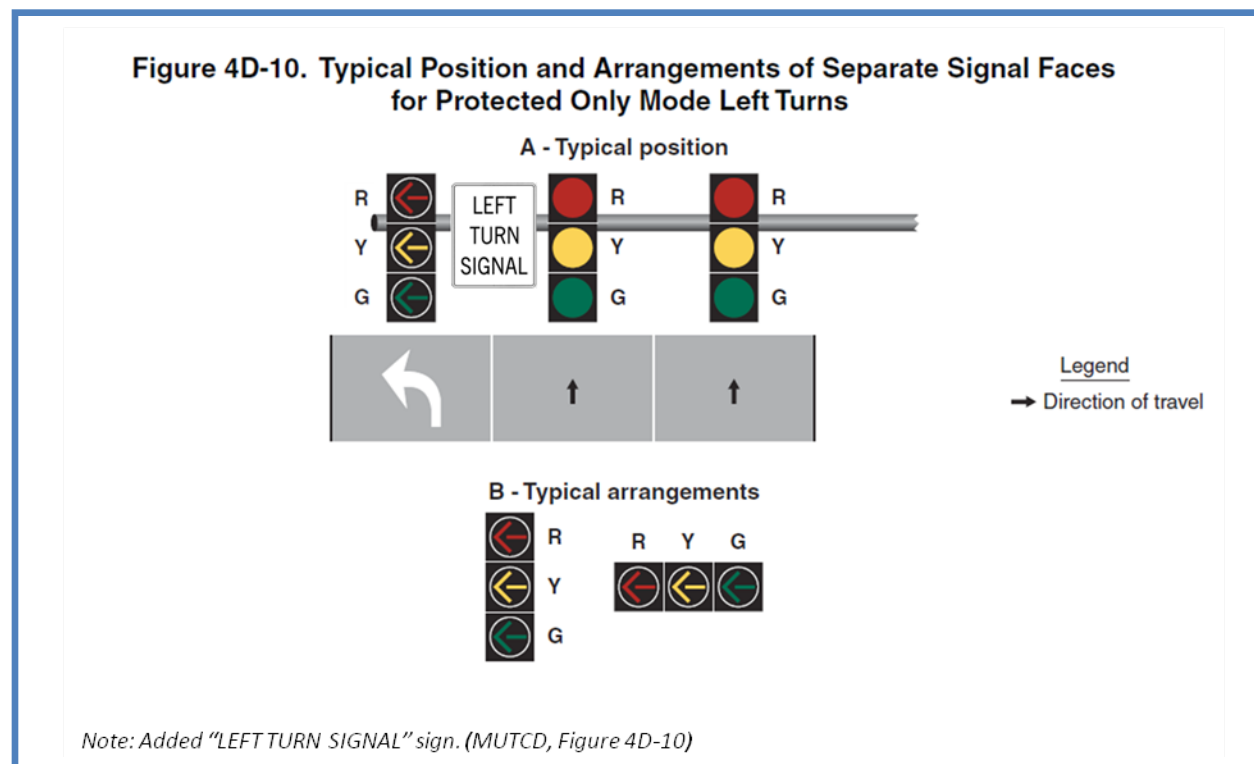 Figure 4D-10. Typical Position and Arrangements of Separate Signal Faces
for Protected Only Mode Left Turns
A - Typical position
R
Y
G
LEFT
TURN
SIGNAL
R
Y
G
R
Y
G
Legend
Direction of travel
B - Typical arrangements
R
Y
G
R Y G
Note: Added “LEFT TURN SIGNAL” sign. (MUTCD, Figure 4D-10)